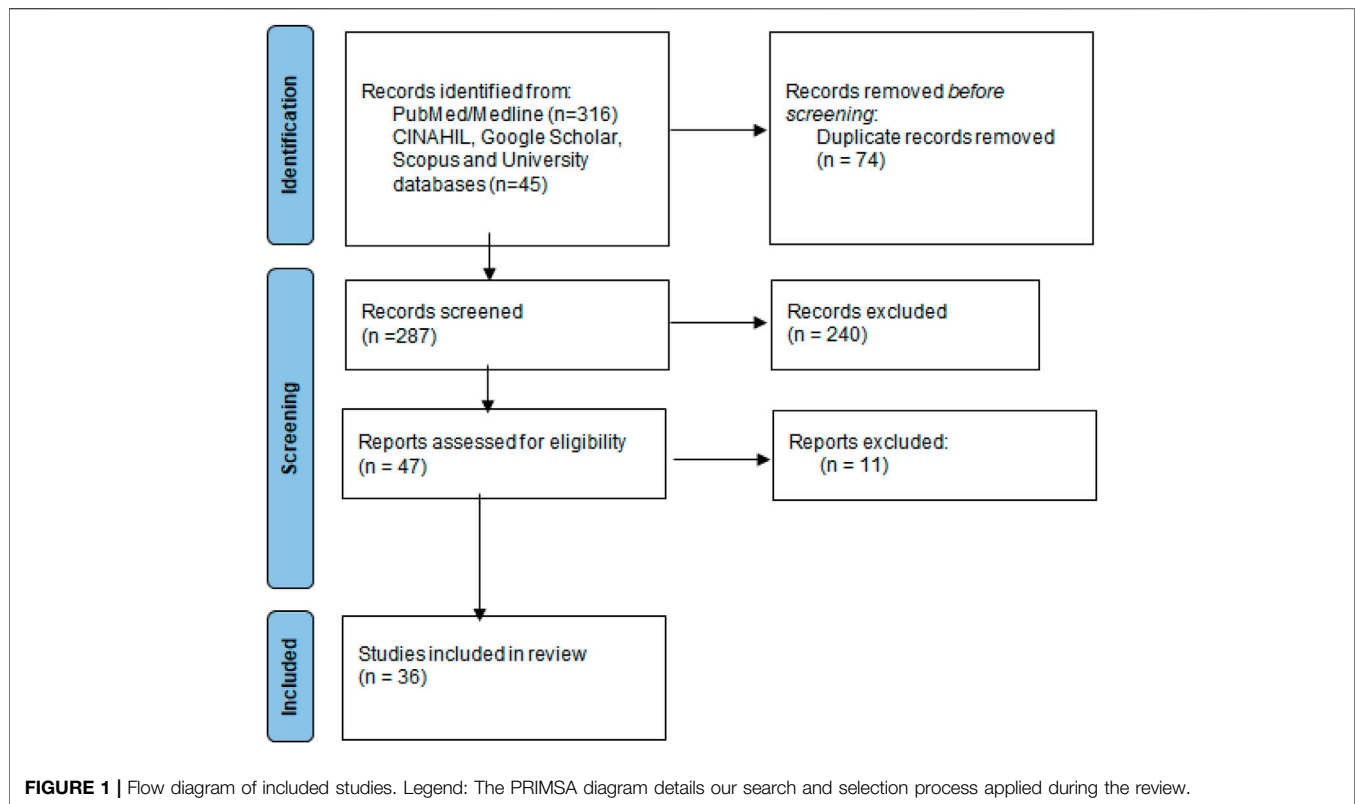 Identification
Records identified from:
PubMed/Medline (n=316)
CINAHIL, Google Scholar,
Scopus and University
databases (n=45)
Records removed before
screening:
Duplicate records removed
(n = 74)
Screening
Records screened
(n =287)
Records excluded
(n = 240)
Reports assessed for eligibility
(n = 47)
Reports excluded:
(n = 11)
Included
Studies included in review
(n = 36)
FIGURE 1 | Flow diagram of included studies. Legend: The PRIMSA diagram details our search and selection process applied during the review.